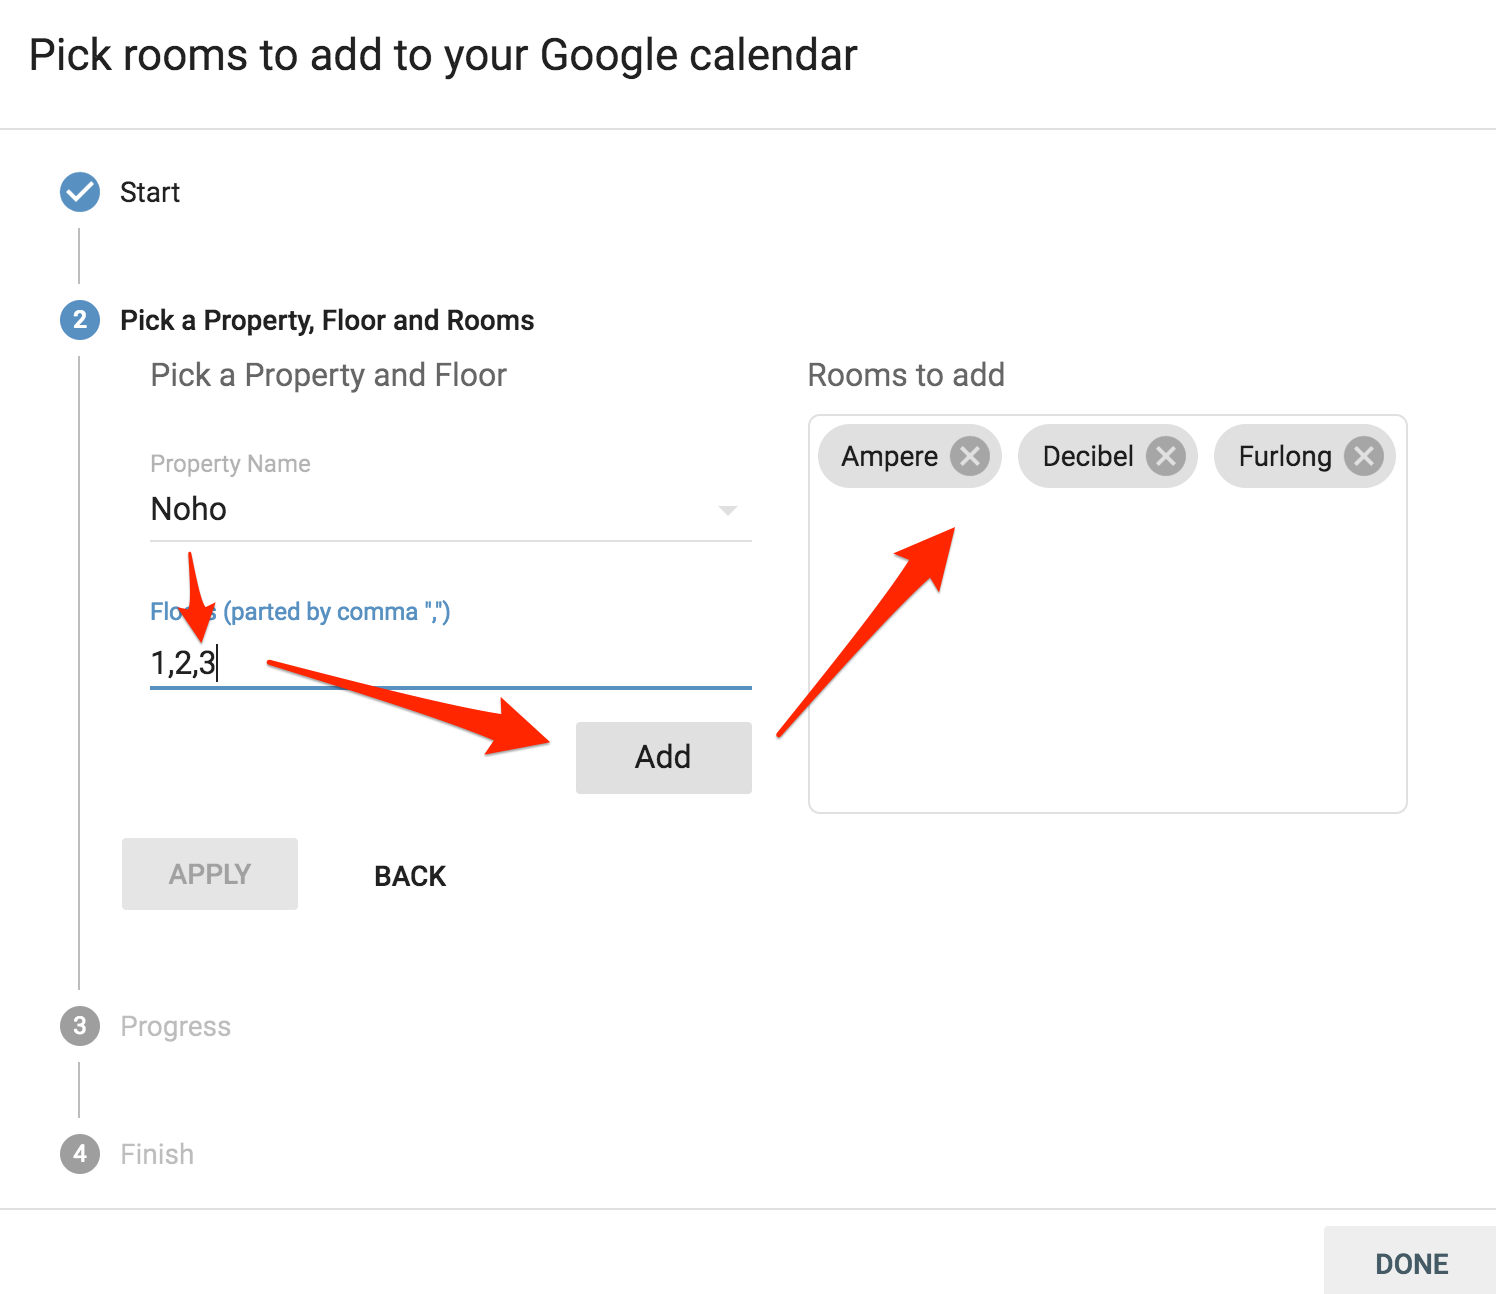 Pick rooms to add to your Google calendar
Start
2
Pick a Property, Floor and Rooms
Pick a Property and Floor
Property Name
Noho
(parted by comma ",")
1,2,3
Add
Rooms to add
Ampere
Decibel
Furlong
APPLY
BACK
3
Progress
4
Finish
DONE